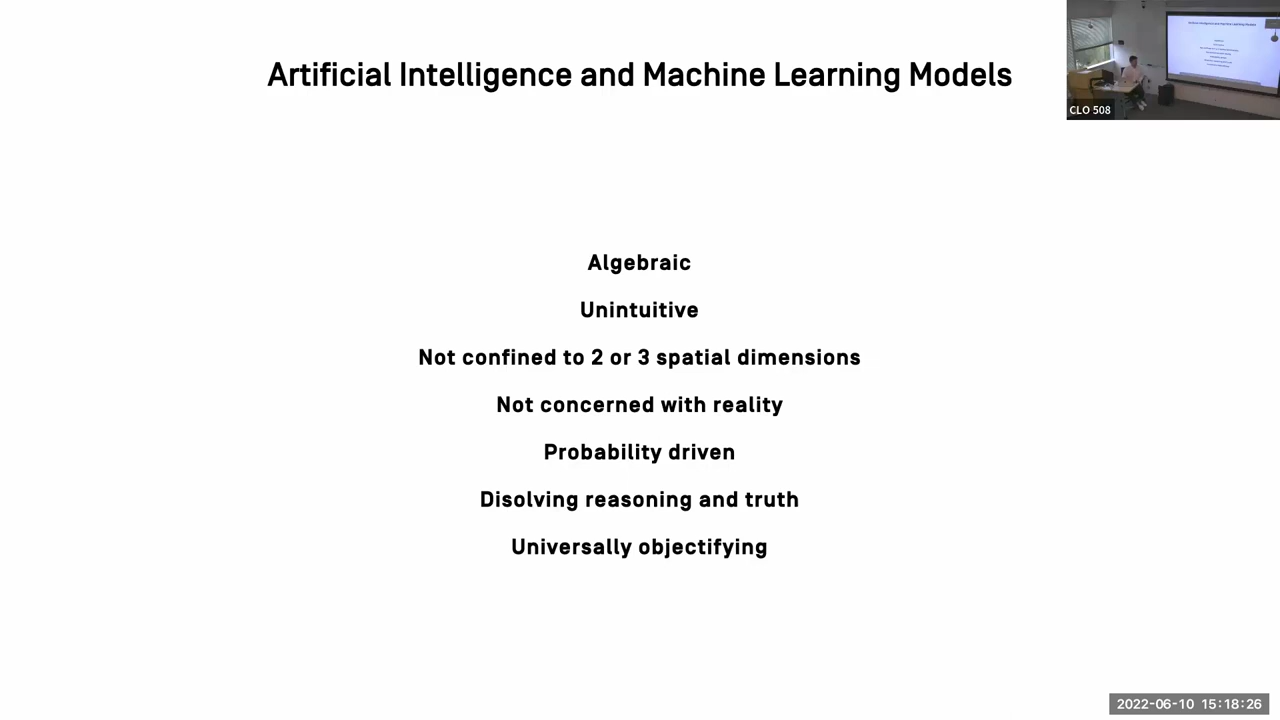 Artificial Intelligence and Machine Learning Models
CLO 508
Algebraic
Unintuitive
Not confined to 2 or 3 spatial dimensions
Not concerned with reality
Probability driven
Disolving reasoning and truth
Universally objectifying
2022-06-10 15:18:26